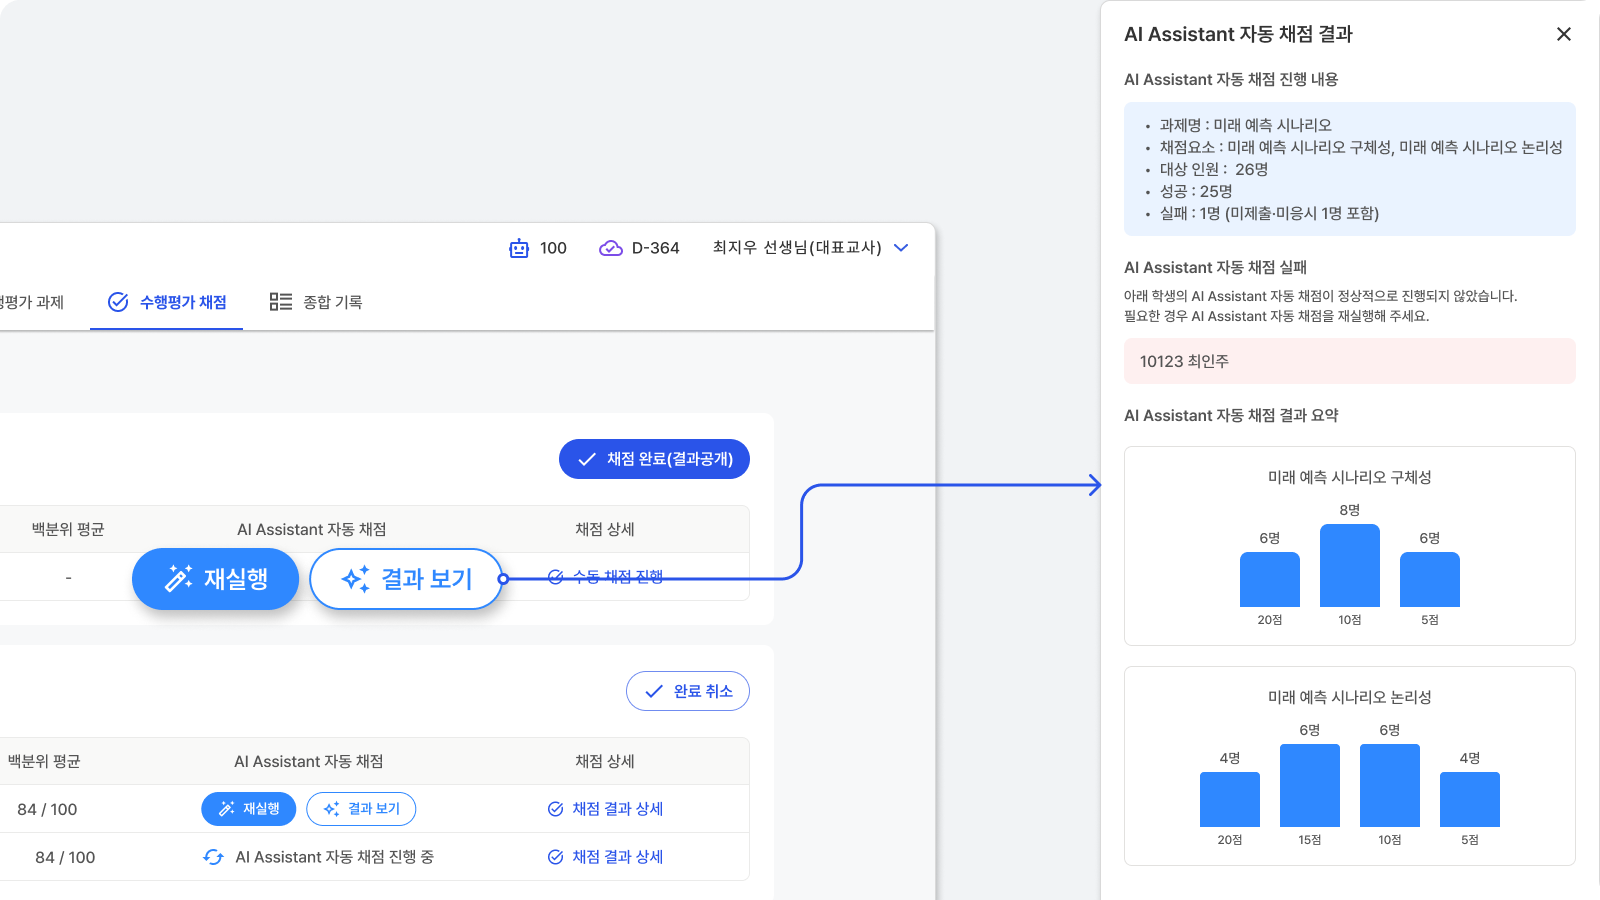 100
D-364
최지우 선생님(대표교사)
평가 과제
수행평가 채점
종합 기록
채점 완료(결과공개)
백분위 평균
AI Assistant 자동 채점
채점 상세
-
재실행
결과 보기
수동 채점 진행
완료 취소
백분위 평균
AI Assistant 자동 채점
채점 상세
84 / 100
재실행
결과 보기
채점 결과 상세
84 / 100
AI Assistant 자동 채점 진행 중
채점 결과 상세
AI Assistant 자동 채점 결과
AI Assistant 자동 채점 진행 내용
• 과제명 : 미래 예측 시나리오
• 채점요소 : 미래 예측 시나리오 구체성, 미래 예측 시나리오 논리성
• 대상 인원 : 26명
• 성공 : 25명
• 실패 : 1명 (미제출·미응시 1명 포함)
AI Assistant 자동 채점 실패
아래 학생의 AI Assistant 자동 채점이 정상적으로 진행되지 않았습니다.
필요한 경우 AI Assistant 자동 채점을 재실행해 주세요.
10123 최인주
AI Assistant 자동 채점 결과 요약
미래 예측 시나리오 구체성
6명
8명
6명
20점
10점
5점
미래 예측 시나리오 논리성
4명
6명
6명
4명
20점
15점
10점
5점